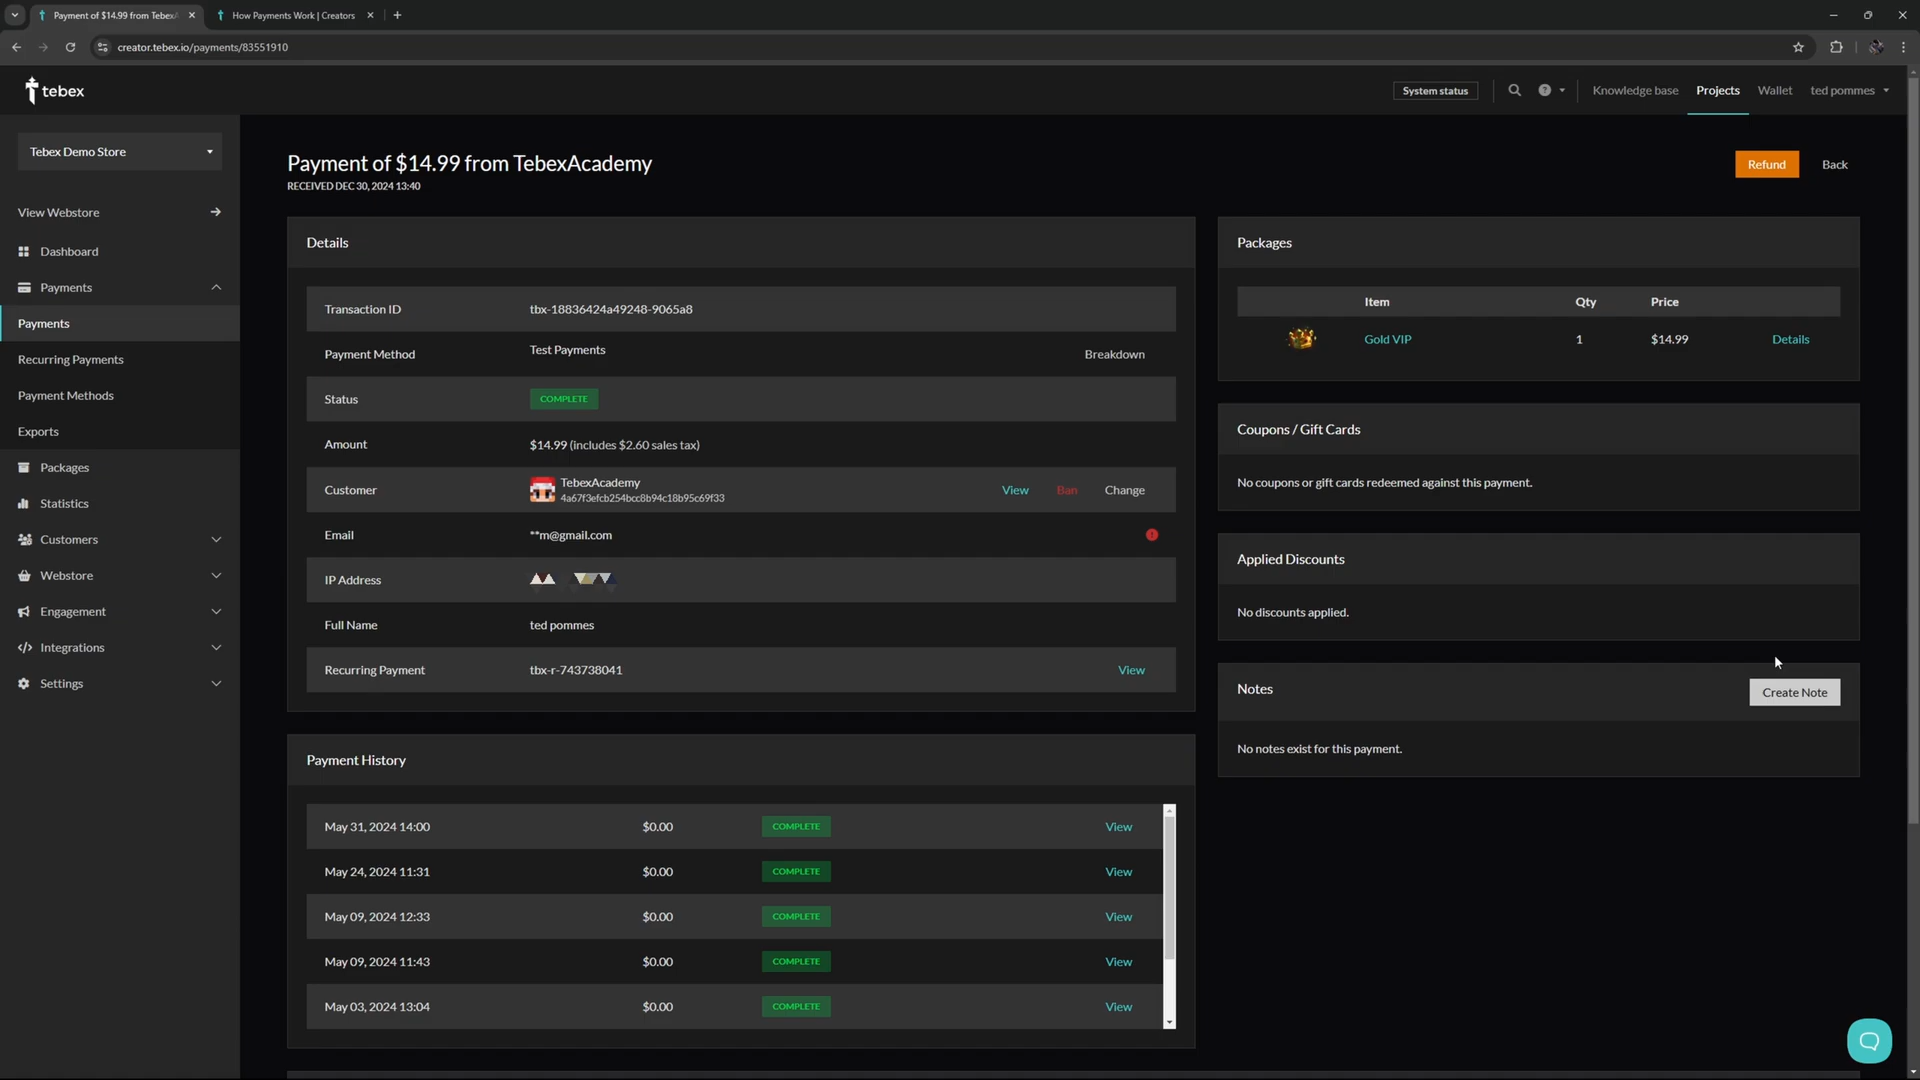 Payment of $14.99 from TebexA
How Payments Work | Creators
creator.tebex.io/payments/83551910
tebex
System status
Knowledge base
Projects
Wallet
ted pommes
Tebex Demo Store
View Webstore
Dashboard
Payments
Payments
Recurring Payments
Payment Methods
Exports
Packages
Statistics
Customers
Webstore
Engagement
Integrations
Settings
Payment of $14.99 from TebexAcademy
RECEIVED DEC 30, 2024 13:40
Refund
Back
Details
Transaction ID tbx-18836424a49248-9065a8
Payment Method Test Payments Breakdown
Status COMPLETE
Amount $14.99 (includes $2.60 sales tax)
Customer TebexAcademy View Ban Change
4a67f3efcb254bcc8b94c18b95c69f33
Email **m@gmail.com
IP Address
Full Name ted pommes
Recurring Payment tbx-r-743738041 View
Payment History
May 31, 2024 14:00 $0.00 COMPLETE View
May 24, 2024 11:31 $0.00 COMPLETE View
May 09, 2024 12:33 $0.00 COMPLETE View
May 09, 2024 11:43 $0.00 COMPLETE View
May 03, 2024 13:04 $0.00 COMPLETE View
Packages
Item Qty Price
Gold VIP 1 $14.99 Details
Coupons / Gift Cards
No coupons or gift cards redeemed against this payment.
Applied Discounts
No discounts applied.
Notes
Create Note
No notes exist for this payment.